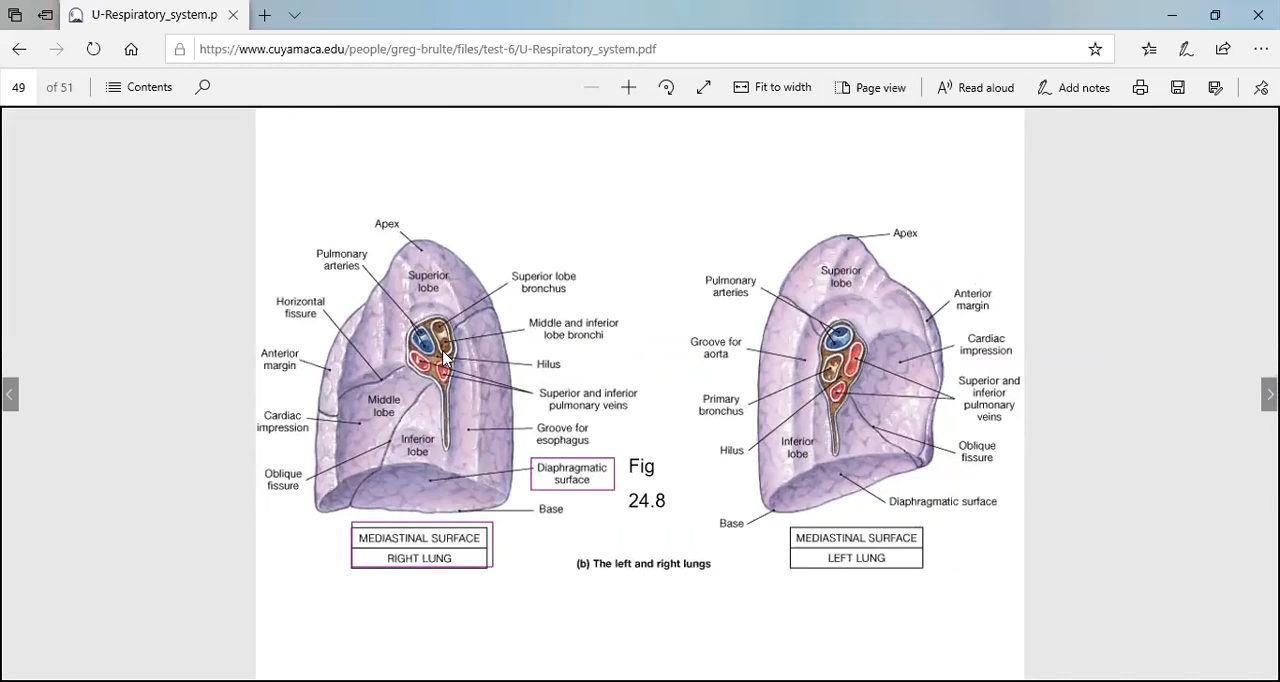 U-Respiratory_system.p
https://www.cuyamaca.edu/people/greg-brulte/files/test-6/U-Respiratory_system.pdf
49 of 51 Contents Fit to width Page view Read aloud Add notes
Apex
Pulmonary
arteries
Superior
lobe
Superior lobe
bronchus
Horizontal
fissure
Middle and inferior
lobe bronchi
Anterior
margin
Hilus
Middle
lobe
Superior and inferior
pulmonary veins
Cardiac
impression
Groove for
esophagus
Inferior
lobe
Oblique
fissure
Diaphragmatic
surface
Base
MEDIASTINAL SURFACE
RIGHT LUNG
Fig
24.8
(b) The left and right lungs
Apex
Superior
lobe
Pulmonary
arteries
Anterior
margin
Groove for
aorta
Cardiac
impression
Superior and
inferior
pulmonary
veins
Primary
bronchus
Hilus
Inferior
lobe
Oblique
fissure
Diaphragmatic surface
Base
MEDIASTINAL SURFACE
LEFT LUNG